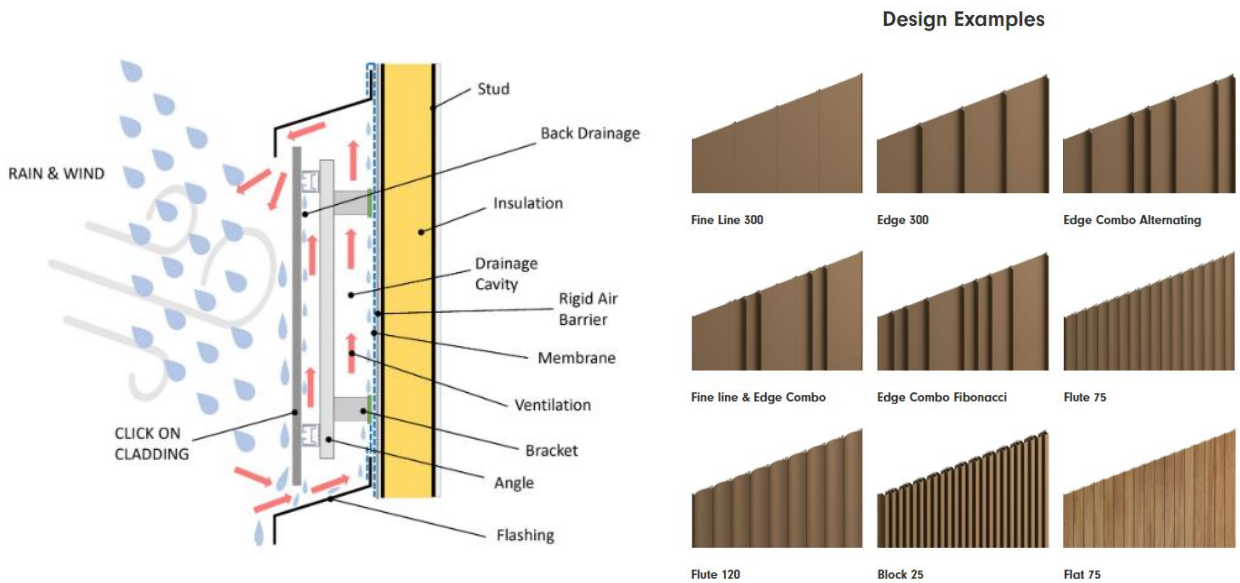 RAIN & WIND
CLICK ON
CLADDING
Stud
Back Drainage
Insulation
Drainage
Cavity
Rigid Air
Barrier
Membrane
Ventilation
Bracket
Angle
Flashing
Design Examples
Fine Line 300
Edge 300
Edge Combo Alternating
Fine line & Edge Combo
Edge Combo Fibonacci
Flute 75
Flute 120
Block 25
Flat 75